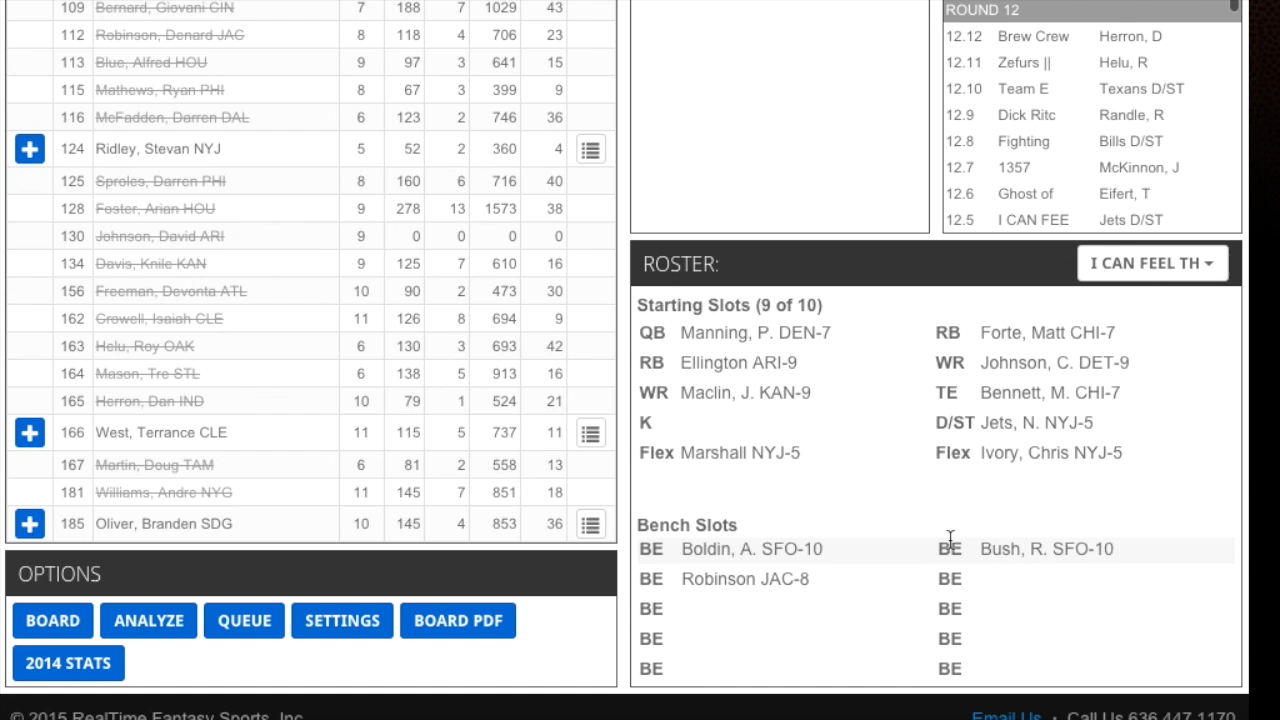 109 Bernard, Giovani CIN 7 188 7 1029 43
112 Robinson, Denard JAC 8 118 4 706 23
113 Blue, Alfred HOU 9 97 3 641 15
115 Mathews, Ryan PHI 8 67 3 399 9
116 McFadden, Darren DAL 6 123 2 746 36
124 Ridley, Stevan NYJ 5 52 2 360 4
125 Sproles, Darren PHI 8 160 6 716 40
128 Foster, Arian HOU 9 278 13 1573 38
130 Johnson, David ARI 9 0 0 0 0
134 Davis, Knile KAN 9 125 7 610 16
156 Freeman, Devonta ATL 10 90 2 473 30
162 Crowell, Isaiah CLE 11 126 8 694 9
163 Helu, Roy OAK 6 130 3 693 42
164 Mason, Tre STL 6 138 5 913 16
165 Herron, Dan IND 10 79 1 524 21
166 West, Terrance CLE 11 115 5 737 11
167 Martin, Doug TAM 6 81 2 558 13
181 Williams, Andre NYG 11 145 7 851 18
185 Oliver, Branden SDG 10 145 4 853 36
OPTIONS
BOARD ANALYZE QUEUE SETTINGS BOARD PDF
2014 STATS
ROUND 12
12.12 Brew Crew Herron, D
12.11 Zefurs || Helu, R
12.10 Team E Texans D/ST
12.9 Dick Ritc Randle, R
12.8 Fighting Bills D/ST
12.7 1357 McKinnon, J
12.6 Ghost of Eifert, T
12.5 I CAN FEE Jets D/ST
ROSTER: I CAN FEEL TH
Starting Slots (9 of 10)
QB Manning, P. DEN-7 RB Forte, Matt CHI-7
RB Ellington ARI-9 WR Johnson, C. DET-9
WR Maclin, J. KAN-9 TE Bennett, M. CHI-7
K D/ST Jets, N. NYJ-5
Flex Marshall NYJ-5 Flex Ivory, Chris NYJ-5
Bench Slots
BE Boldin, A. SFO-10 BE Bush, R. SFO-10
BE Robinson JAC-8 BE
BE BE
BE BE
BE BE
© 2015 RealTime Fantasy Sports, Inc Email Us · Call Us 636.447.1170